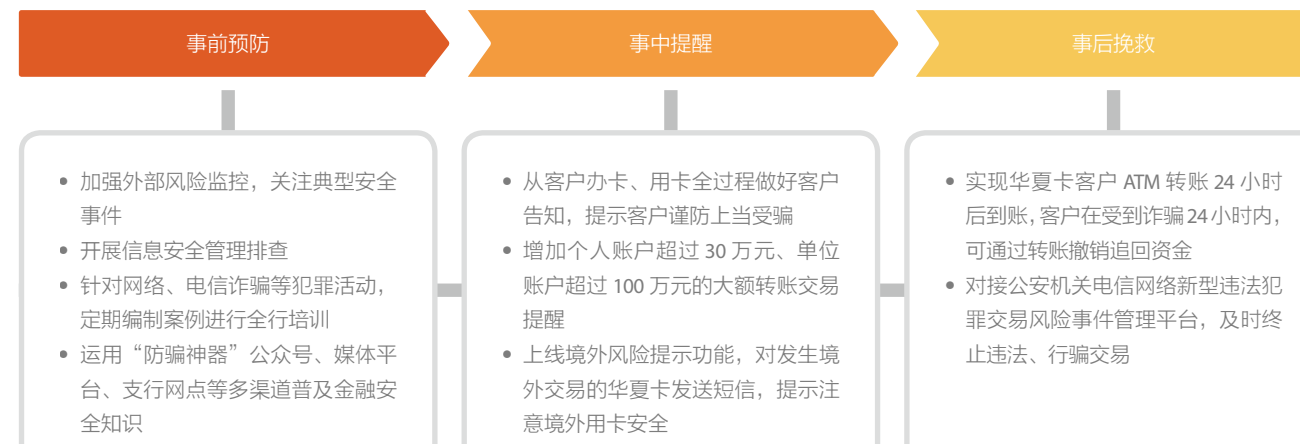 事前预防
事中提醒
事后挽救
• 加强外部风险监控，关注典型安全
事件
• 开展信息安全管理排查
• 针对网络、电信诈骗等犯罪活动，
定期编制案例进行全行培训
• 运用“防骗神器”公众号、媒体平
台、支行网点等多渠道普及金融安
全知识
• 从客户办卡、用卡全过程做好客户
告知，提示客户谨防上当受骗
• 增加个人账户超过 30 万元、单位
账户超过 100 万元的大额转账交易
提醒
• 上线境外风险提示功能，对发生境
外交易的华夏卡发送短信，提示注
意境外用卡安全
• 实现华夏卡客户 ATM 转账 24 小时
后到账，客户在受到诈骗 24 小时内，
可通过转账撤销追回资金
• 对接公安机关电信网络新型违法犯
罪交易风险事件管理平台，及时终
止违法、行骗交易